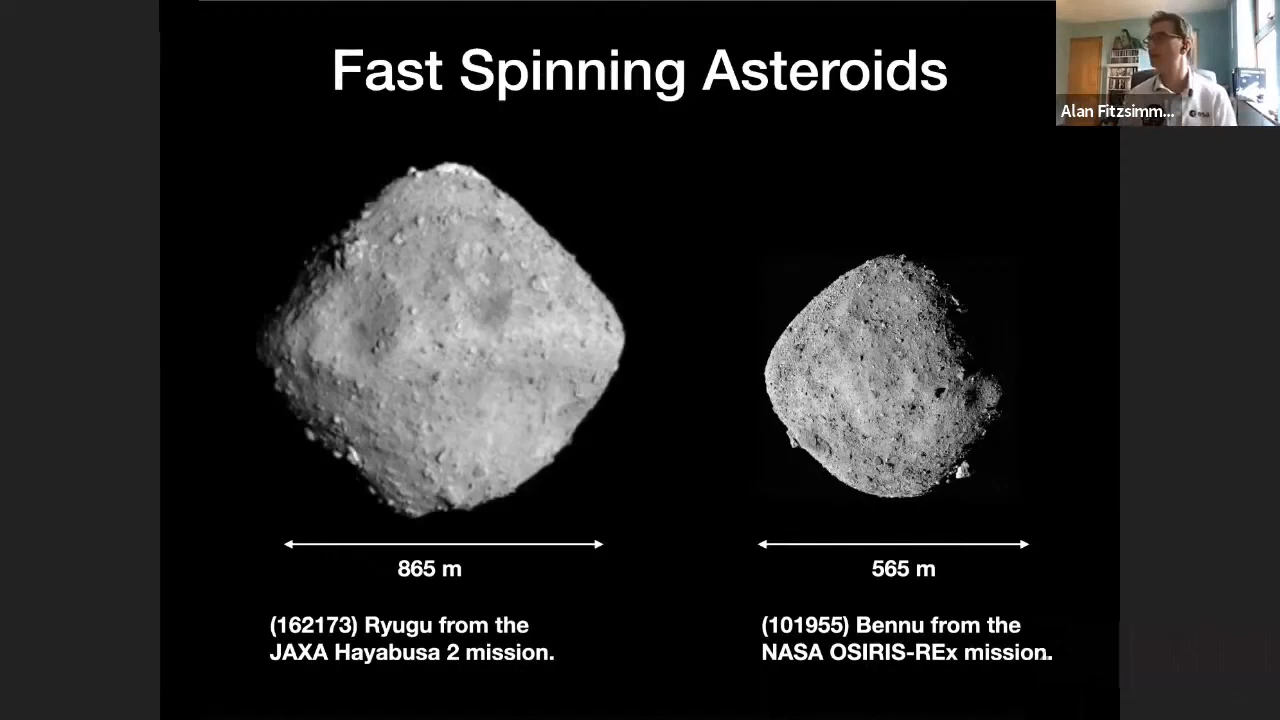 Fast Spinning Asteroids
Alan Fitzsimm...
esa
865 m
565 m
(162173) Ryugu from the
JAXA Hayabusa 2 mission.
(101955) Bennu from the
NASA OSIRIS-REx mission.